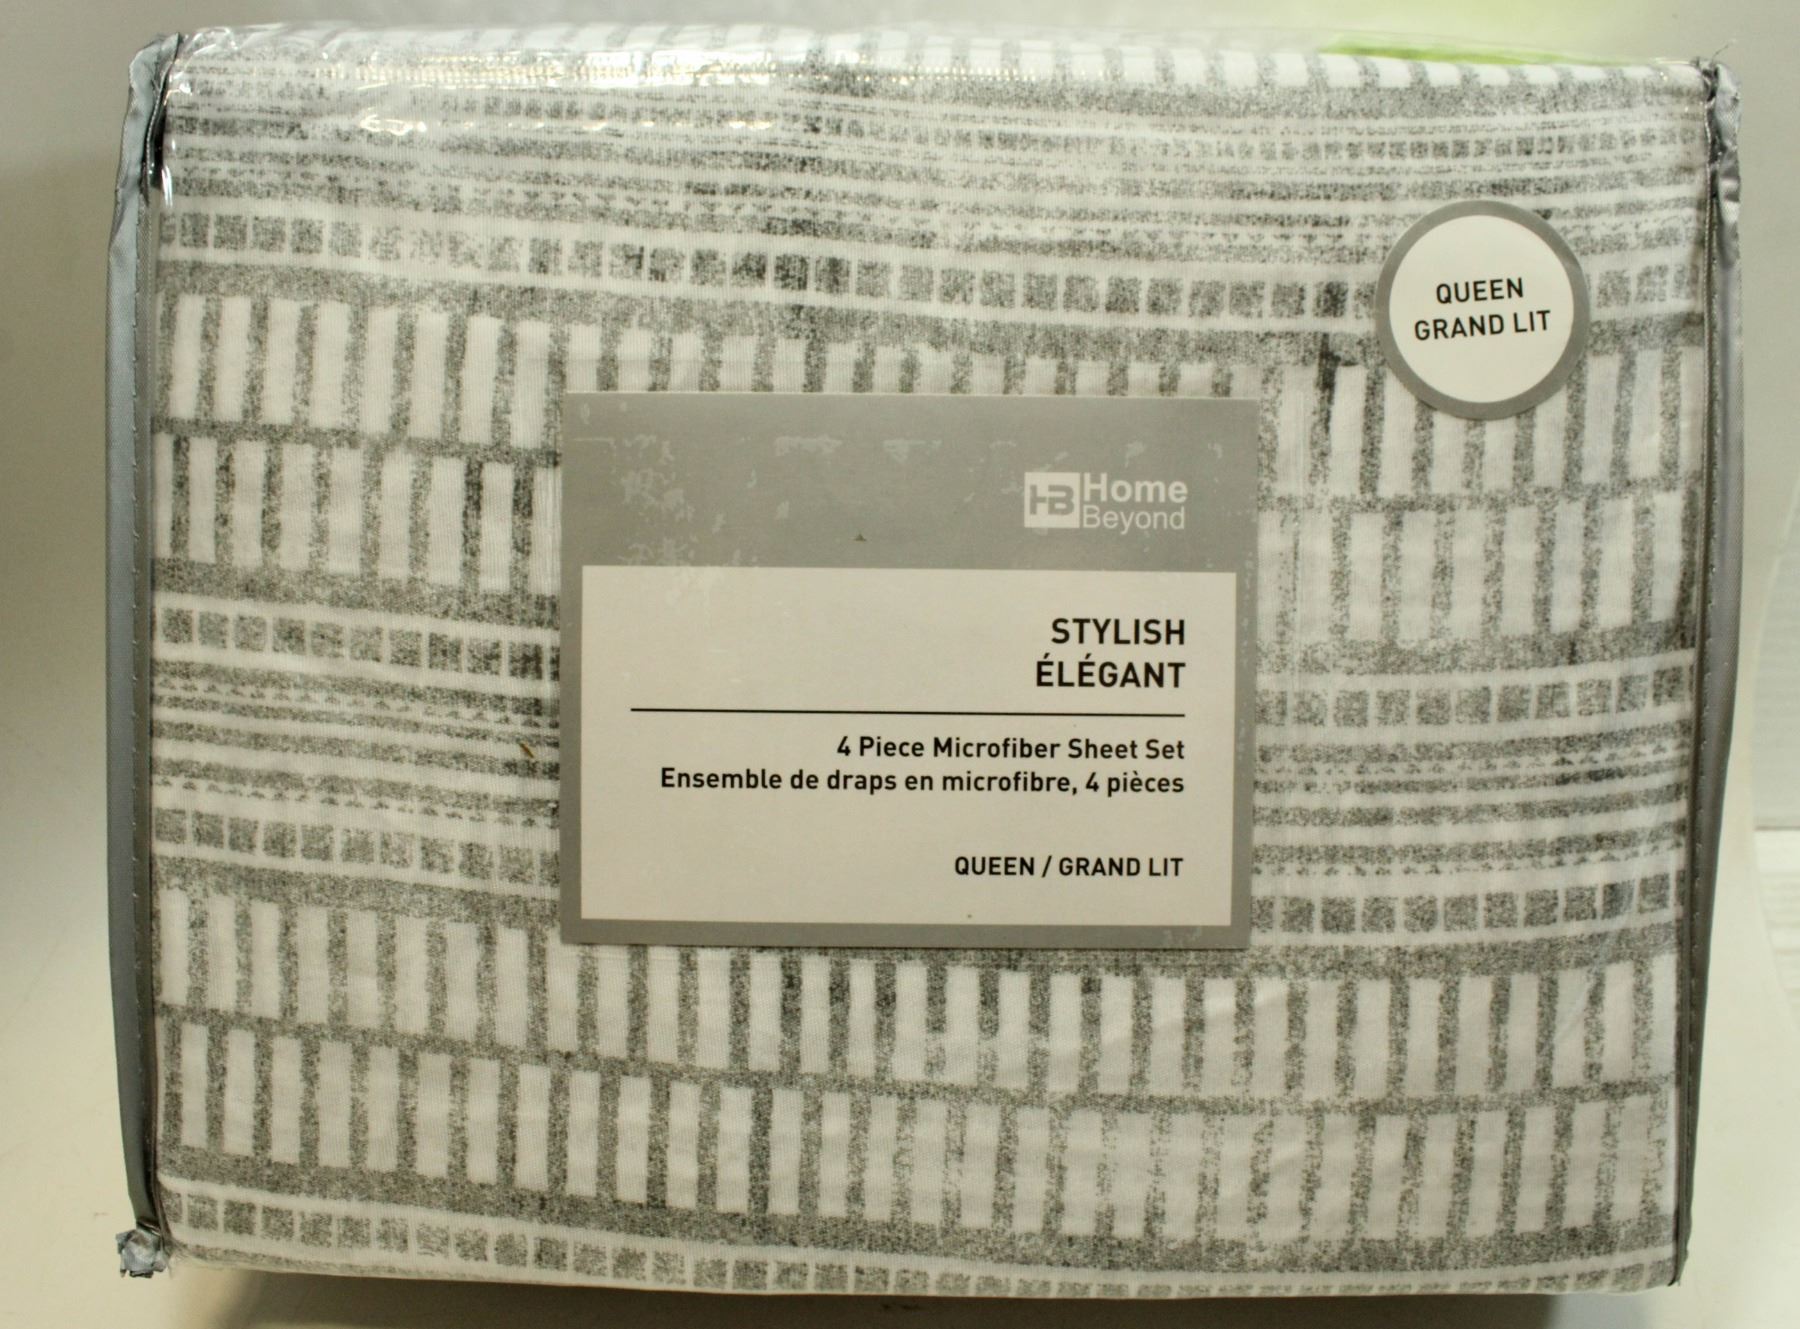 QUEEN
GRAND LIT
HB Home
Beyond
STYLISH
ÉLÉGANT
4 Piece Microfiber Sheet Set
Ensemble de draps en microfibre, 4 pièces
QUEEN / GRAND LIT